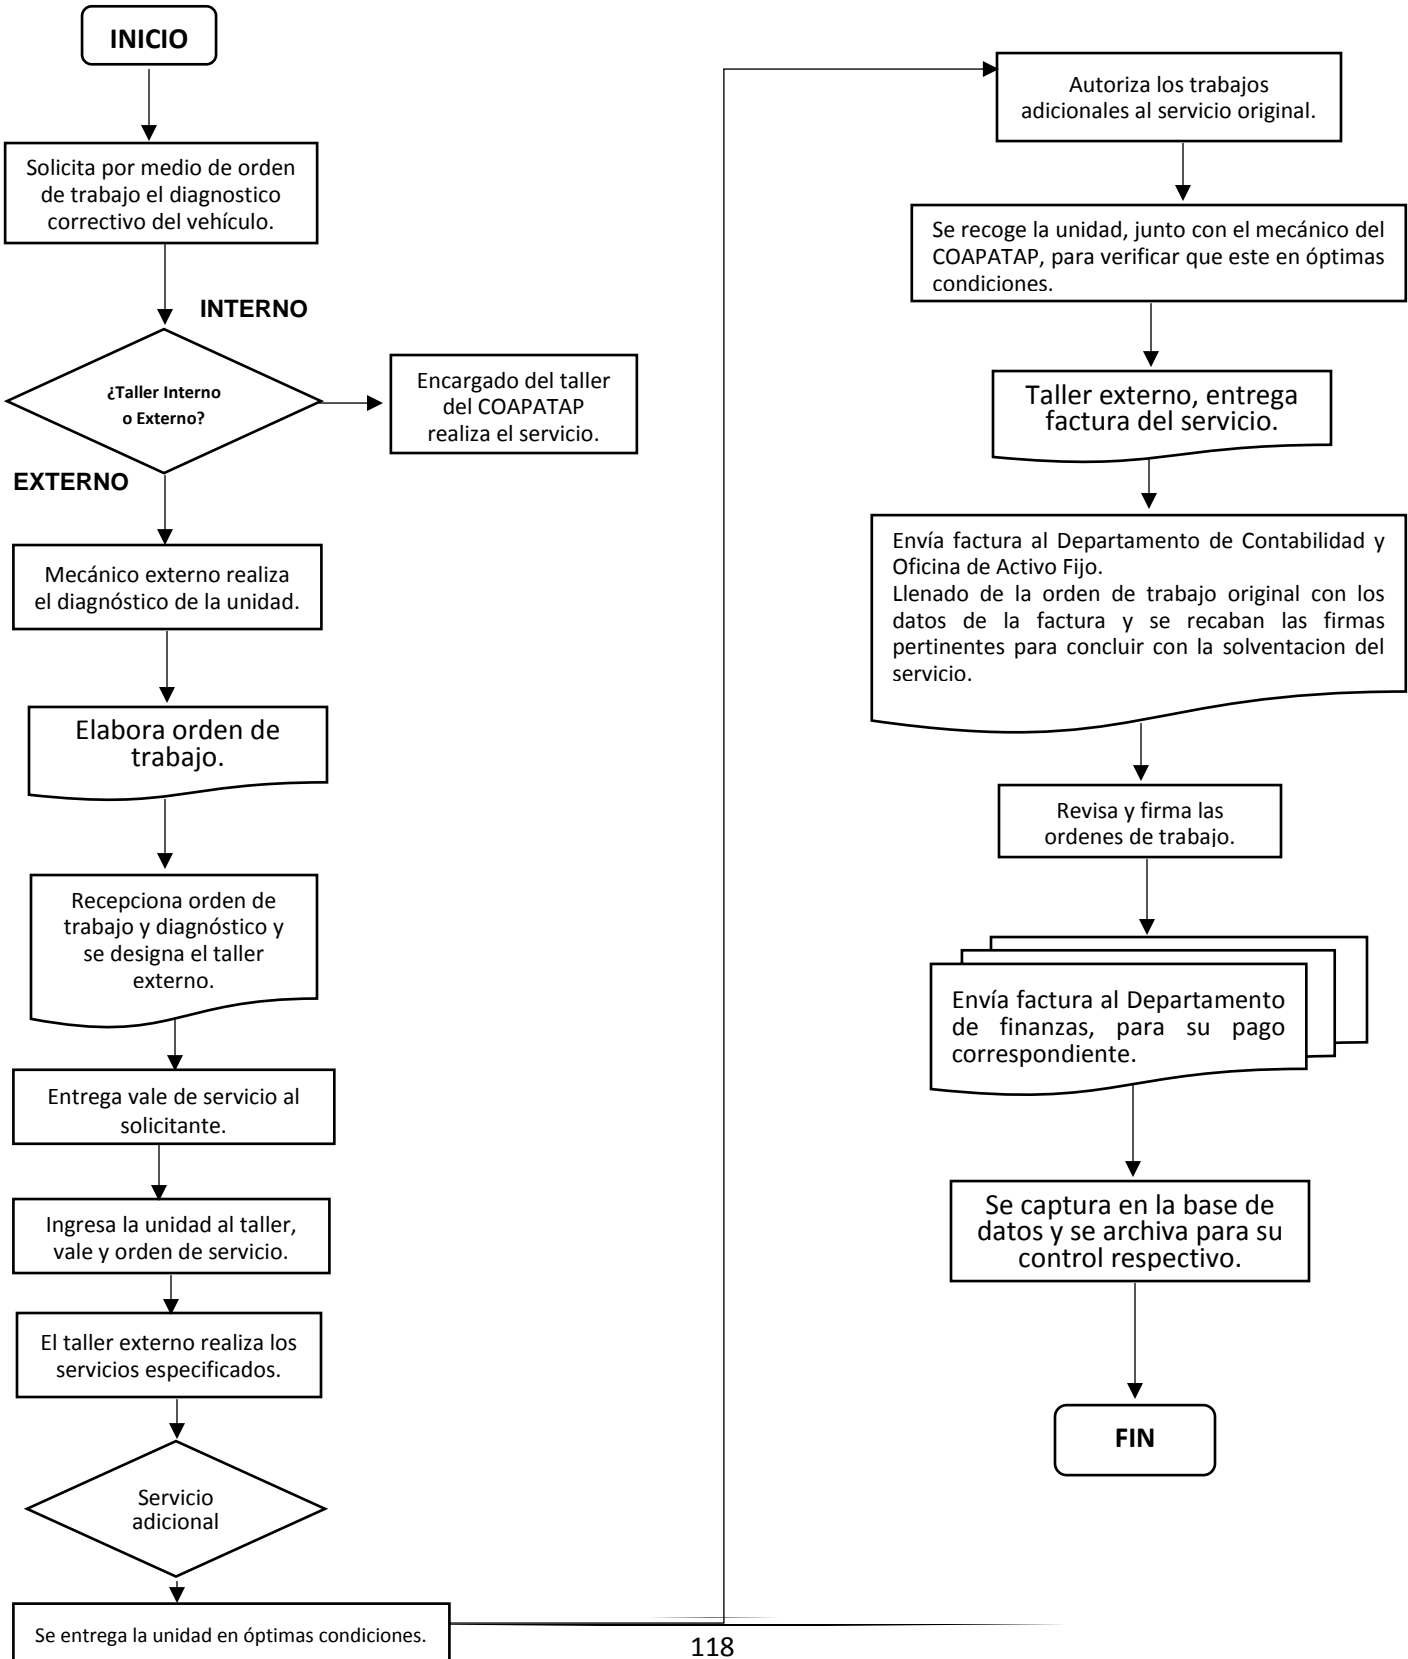 INICIO
Solicita por medio de orden
de trabajo el diagnostico
correctivo del vehículo.
INTERNO
¿Taller Interno
o Externo?
Encargado del taller
del COAPATAP
realiza el servicio.
EXTERNO
Mecánico externo realiza
el diagnóstico de la unidad.
Elabora orden de
trabajo.
Recepciona orden de
trabajo y diagnóstico y
se designa el taller
externo.
Entrega vale de servicio al
solicitante.
Ingresa la unidad al taller,
vale y orden de servicio.
El taller externo realiza los
servicios especificados.
Servicio
adicional
Se entrega la unidad en óptimas condiciones.
Autoriza los trabajos
adicionales al servicio original.
Se recoge la unidad, junto con el mecánico del
COAPATAP, para verificar que este en óptimas
condiciones.
Taller externo, entrega
factura del servicio.
Envía factura al Departamento de Contabilidad y
Oficina de Activo Fijo.
Llenado de la orden de trabajo original con los
datos de la factura y se recaban las firmas
pertinentes para concluir con la solventacion del
servicio.
Revisa y firma las
ordenes de trabajo.
Envía factura al Departamento
de finanzas, para su pago
correspondiente.
Se captura en la base de
datos y se archiva para su
control respectivo.
FIN
118